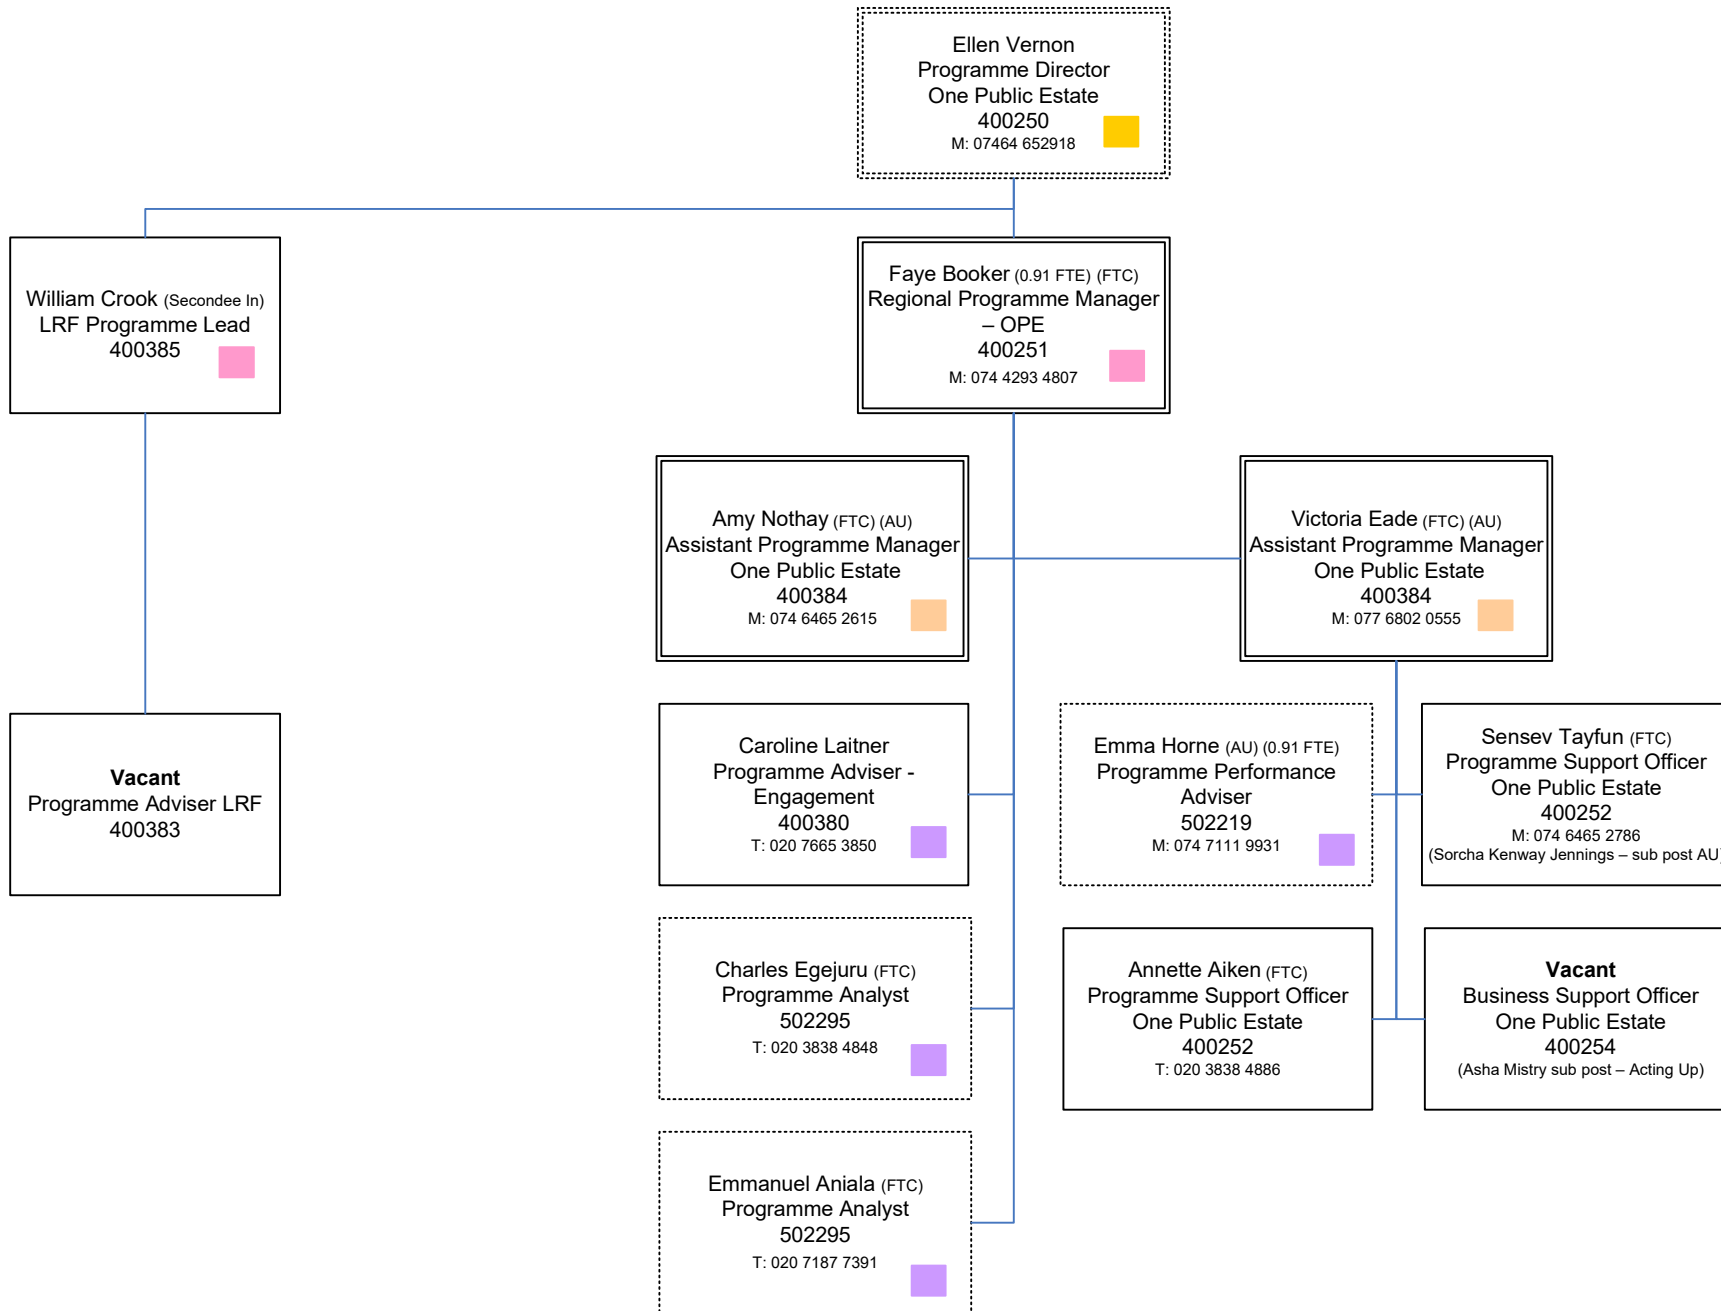 Ellen Vernon
Programme Director
One Public Estate
400250
M: 07464 652918
William Crook (Secondee In)
LRF Programme Lead
400385
Faye Booker (0.91 FTE) (FTC)
Regional Programme Manager
– OPE
400251
M: 074 4293 4807
Amy Nothay (FTC) (AU)
Assistant Programme Manager
One Public Estate
400384
M: 074 6465 2615
Victoria Eade (FTC) (AU)
Assistant Programme Manager
One Public Estate
400384
M: 077 6802 0555
Vacant
Programme Adviser LRF
400383
Caroline Laitner
Programme Adviser -
Engagement
400380
T: 020 7665 3850
Emma Horne (AU) (0.91 FTE)
Programme Performance
Adviser
502219
M: 074 7111 9931
Sensev Tayfun (FTC)
Programme Support Officer
One Public Estate
400252
M: 074 6465 2786
(Sorcha Kenway Jennings – sub post AU)
Charles Egejuru (FTC)
Programme Analyst
502295
T: 020 3838 4848
Annette Aiken (FTC)
Programme Support Officer
One Public Estate
400252
T: 020 3838 4886
Vacant
Business Support Officer
One Public Estate
400254
(Asha Mistry sub post – Acting Up)
Emmanuel Aniala (FTC)
Programme Analyst
502295
T: 020 7187 7391